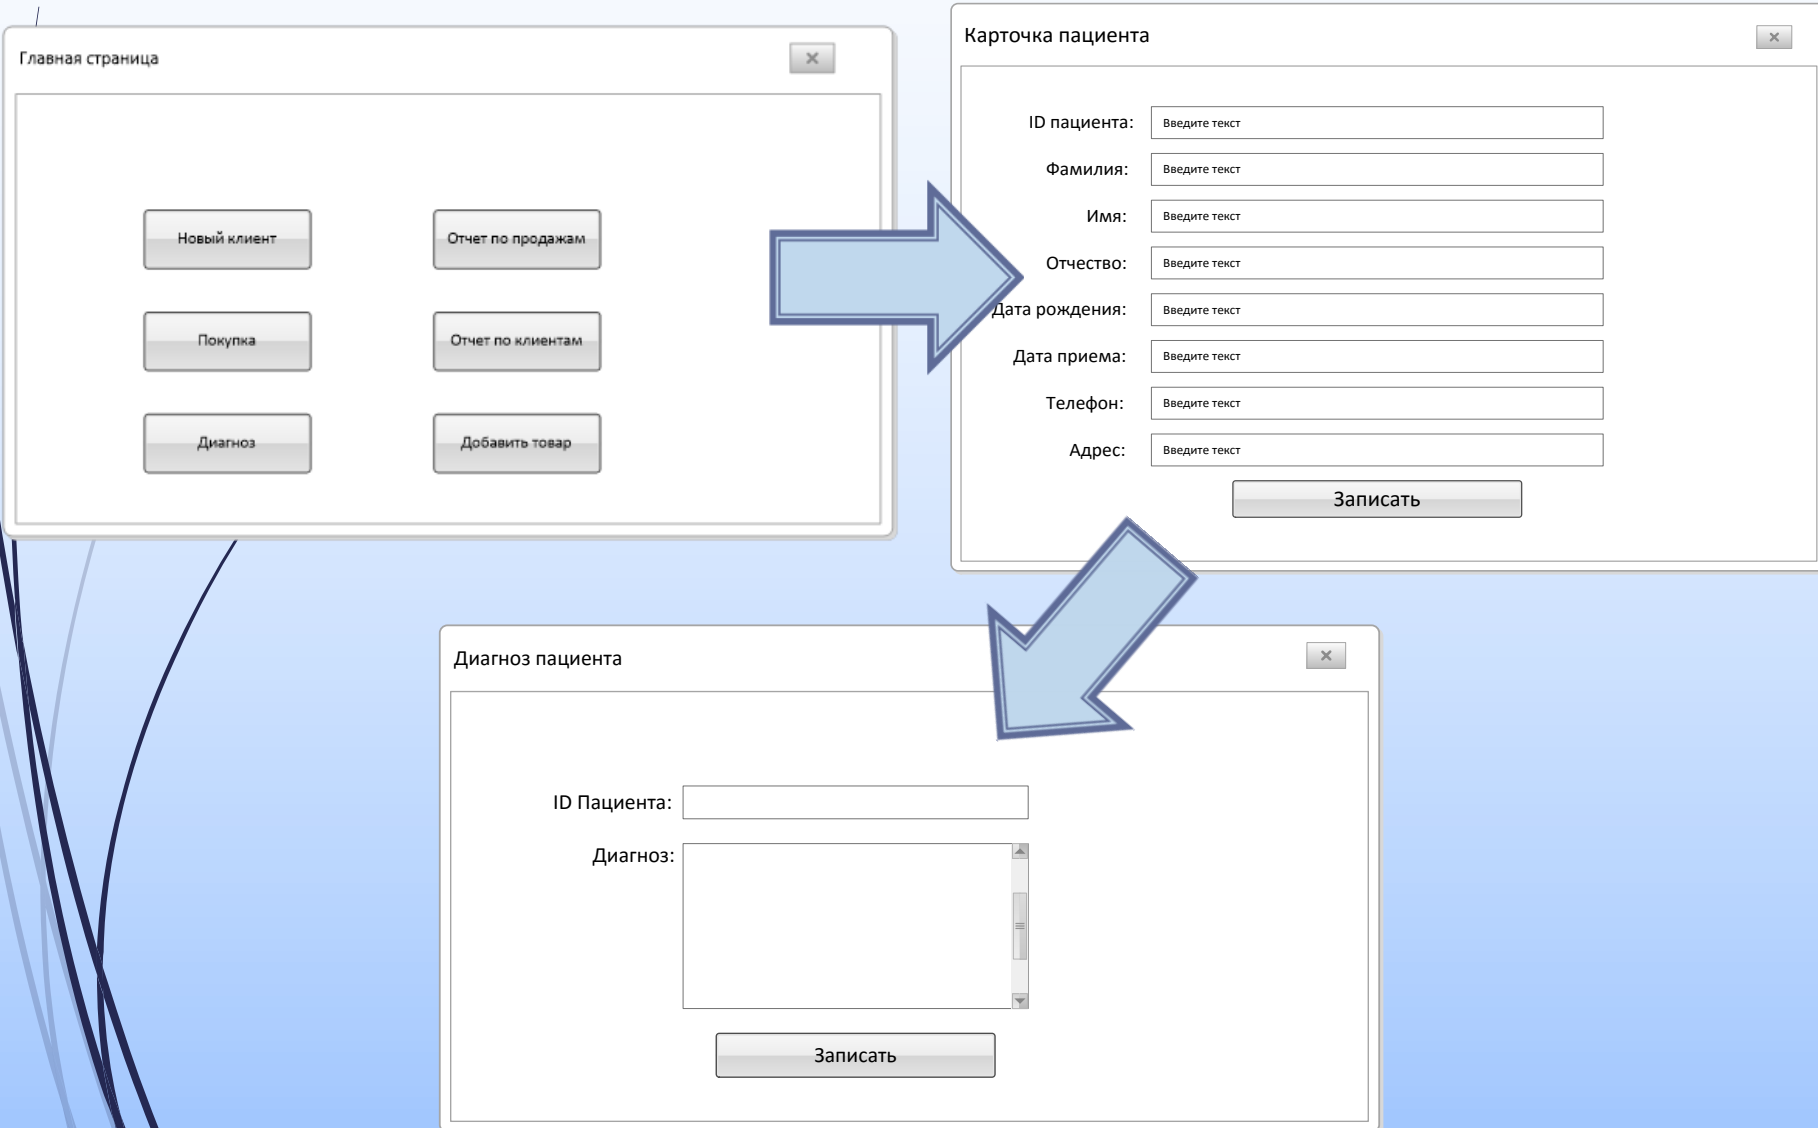 Главная страница
Новый клиент
Отчет по продажам
Покупка
Отчет по клиентам
Диагноз
Добавить товар
Карточка пациента
ID пациента: Введите текст
Фамилия: Введите текст
Имя: Введите текст
Отчество: Введите текст
Дата рождения: Введите текст
Дата приема: Введите текст
Телефон: Введите текст
Адрес: Введите текст
Записать
Диагноз пациента
ID Пациента:
Диагноз:
Записать